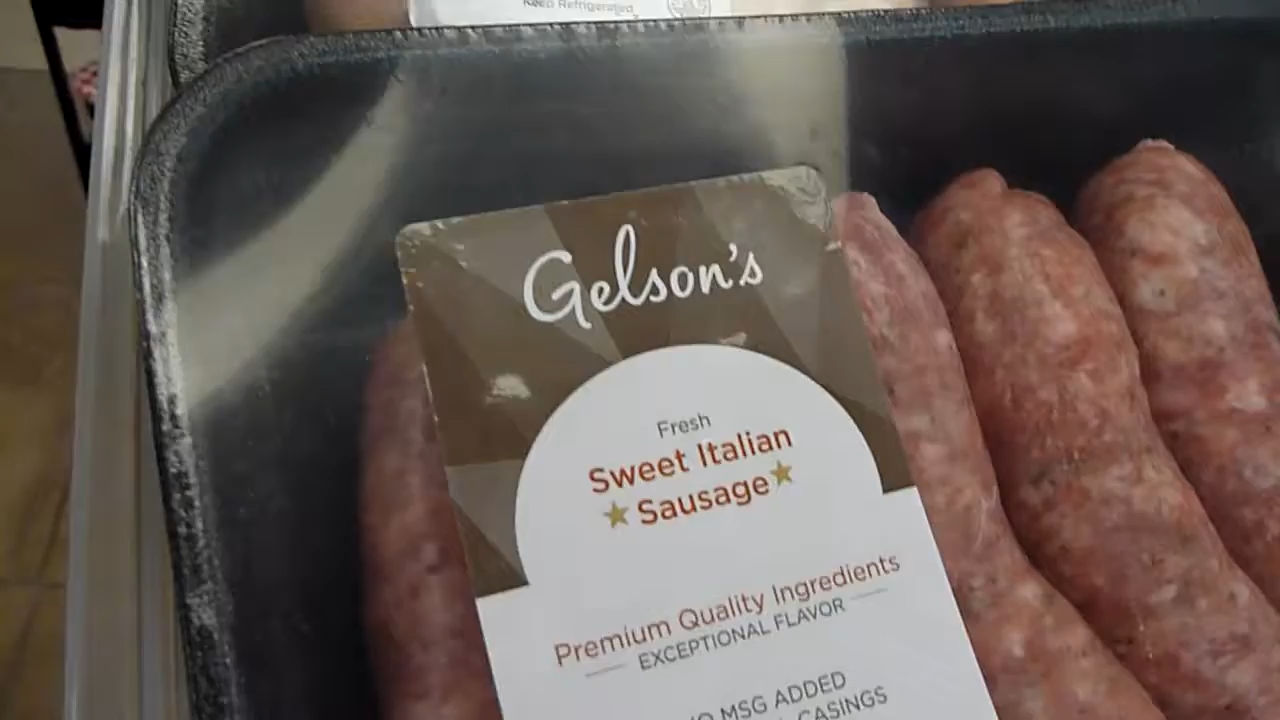 Keep Refrigerated
Gelson's
Fresh
Sweet Italian
Sausage
Premium Quality Ingredients
EXCEPTIONAL FLAVOR
MSG ADDED
CASINGS